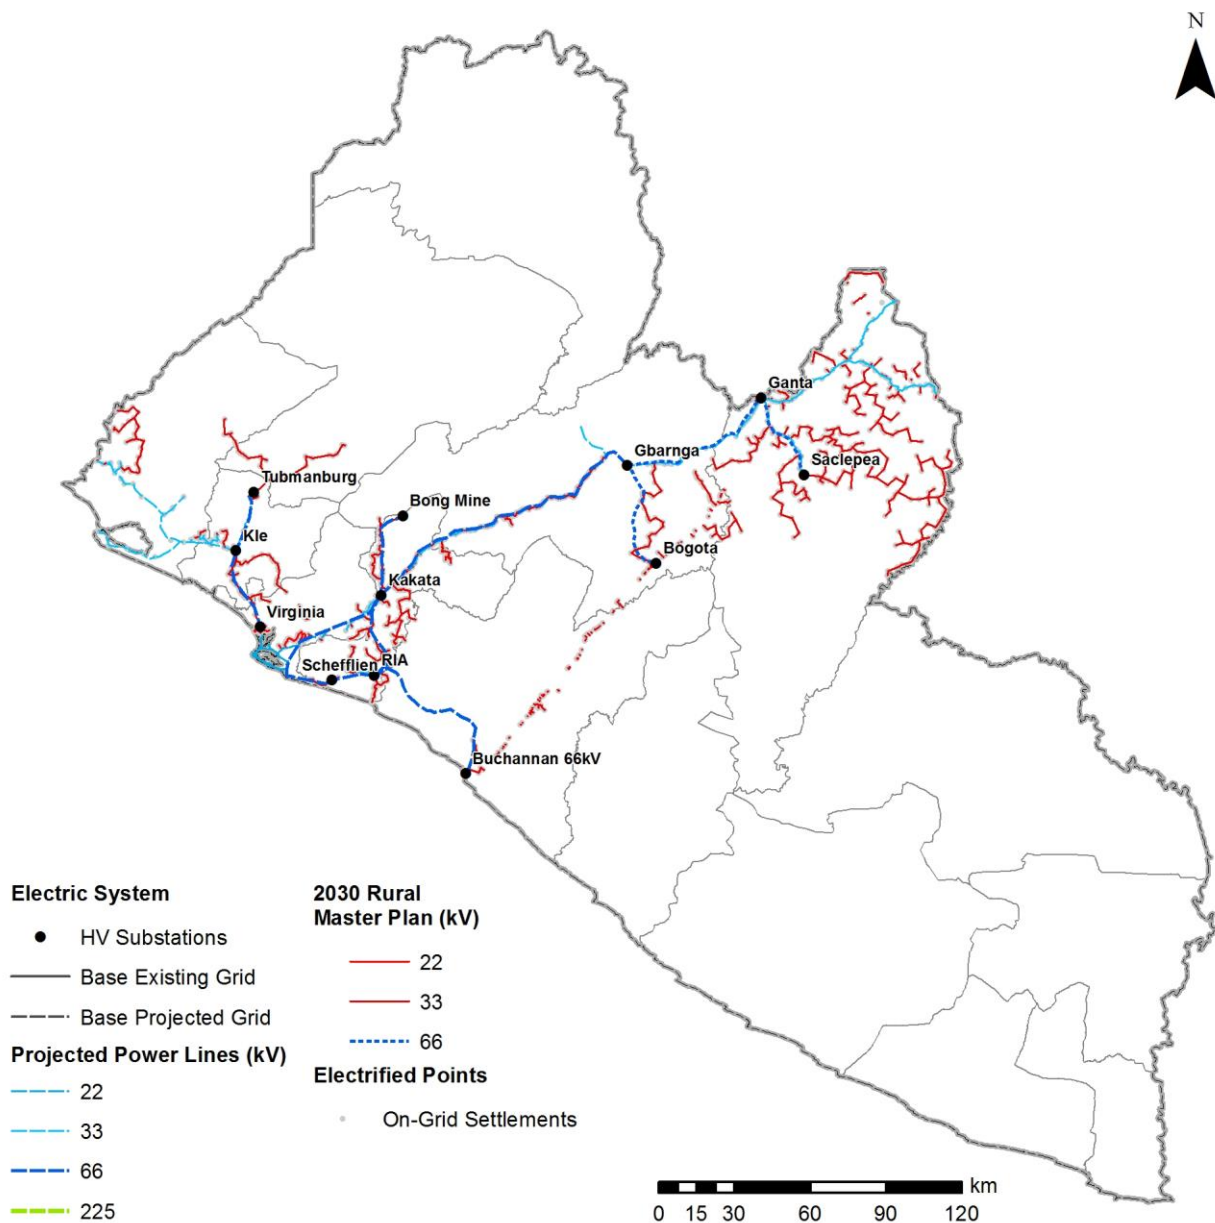 N
Ganta
Gbarnga
Saclepea
Tubmanburg
Bong Mine
Kle
Bogota
Kakata
Virginia
Schefflien
RIA
Buchannan 66kV
Electric System
HV Substations
Base Existing Grid
Base Projected Grid
Projected Power Lines (kV)
22
33
66
225
2030 Rural
Master Plan (kV)
22
33
66
Electrified Points
On-Grid Settlements
km
0 15 30 60 90 120